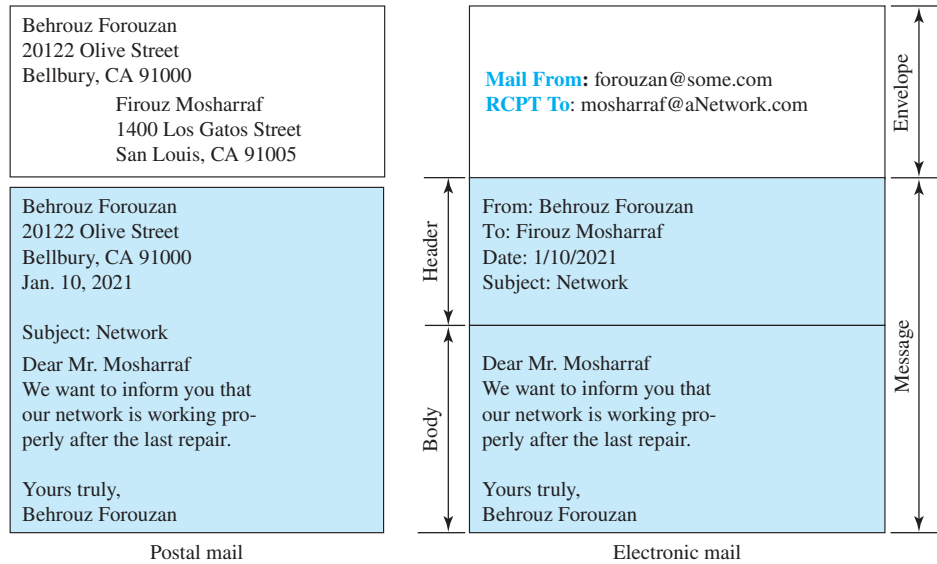 Behrouz Forouzan
20122 Olive Street
Bellbury, CA 91000
Firouz Mosharraf
1400 Los Gatos Street
San Louis, CA 91005
Behrouz Forouzan
20122 Olive Street
Bellbury, CA 91000
Jan. 10, 2021
Subject: Network
Dear Mr. Mosharraf
We want to inform you that
our network is working pro-
perly after the last repair.
Yours truly,
Behrouz Forouzan
Postal mail
Mail From: forouzan@some.com
RCPT To: mosharraf@aNetwork.com
Envelope
Header
From: Behrouz Forouzan
To: Firouz Mosharraf
Date: 1/10/2021
Subject: Network
Message
Body
Dear Mr. Mosharraf
We want to inform you that
our network is working pro-
perly after the last repair.
Yours truly,
Behrouz Forouzan
Electronic mail